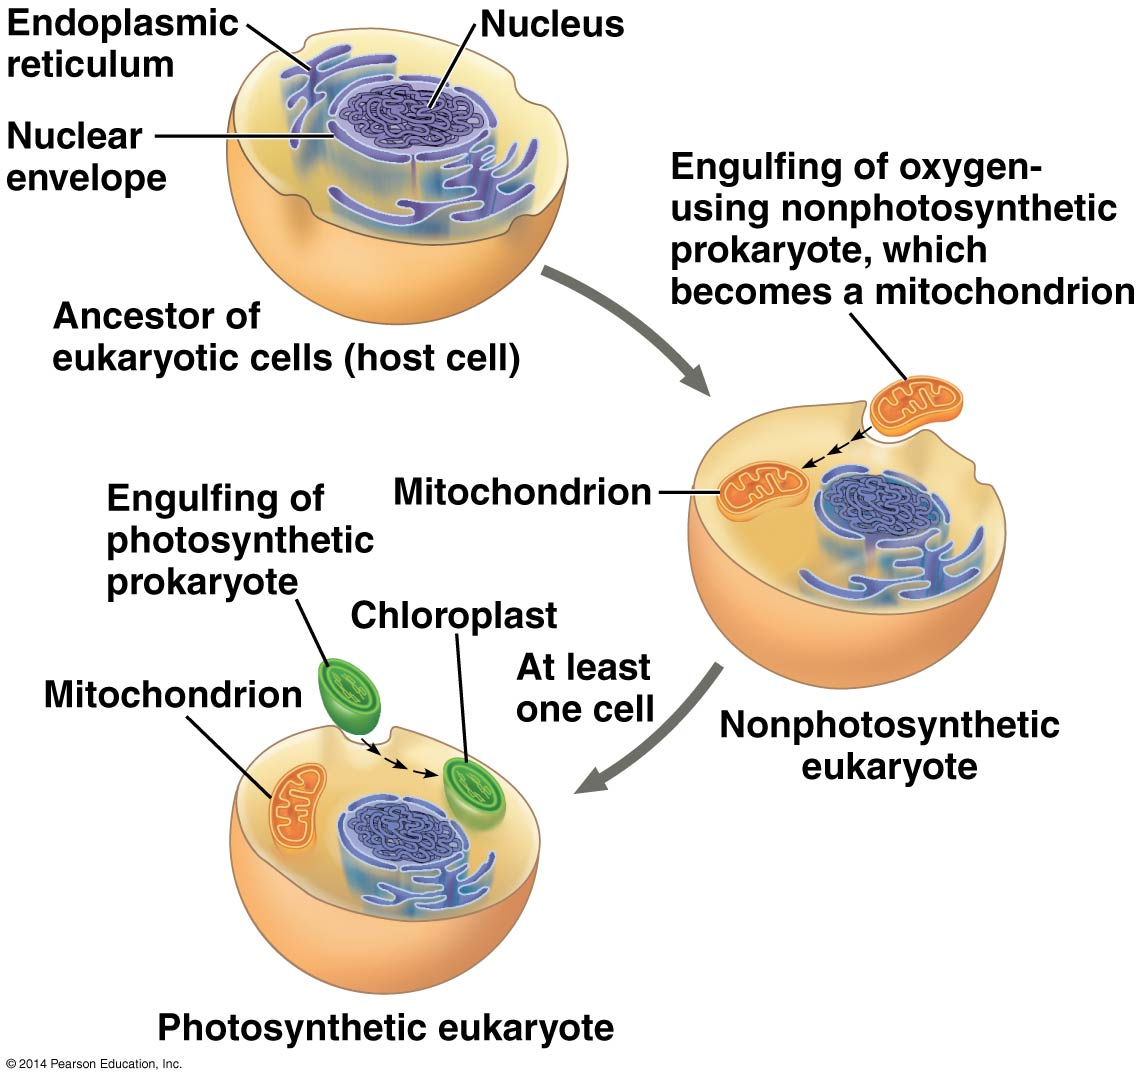 Endoplasmic
reticulum
Nucleus
Nuclear
envelope
Ancestor of
eukaryotic cells (host cell)
Engulfing of oxygen-
using nonphotosynthetic
prokaryote, which
becomes a mitochondrion
Mitochondrion
Nonphotosynthetic
eukaryote
At least
one cell
Engulfing of
photosynthetic
prokaryote
Chloroplast
Mitochondrion
Photosynthetic eukaryote
© 2014 Pearson Education, Inc.